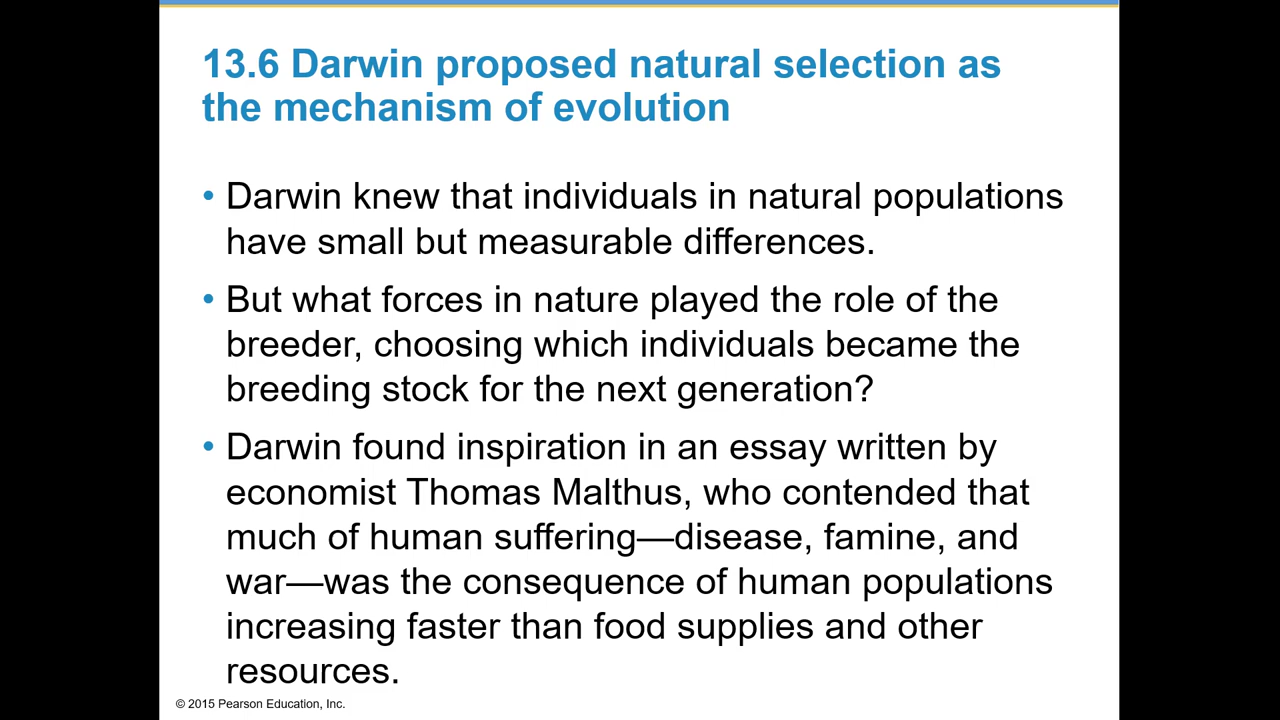 13.6 Darwin proposed natural selection as
the mechanism of evolution
• Darwin knew that individuals in natural populations
have small but measurable differences.
• But what forces in nature played the role of the
breeder, choosing which individuals became the
breeding stock for the next generation?
• Darwin found inspiration in an essay written by
economist Thomas Malthus, who contended that
much of human suffering—disease, famine, and
war—was the consequence of human populations
increasing faster than food supplies and other
resources.
© 2015 Pearson Education, Inc.